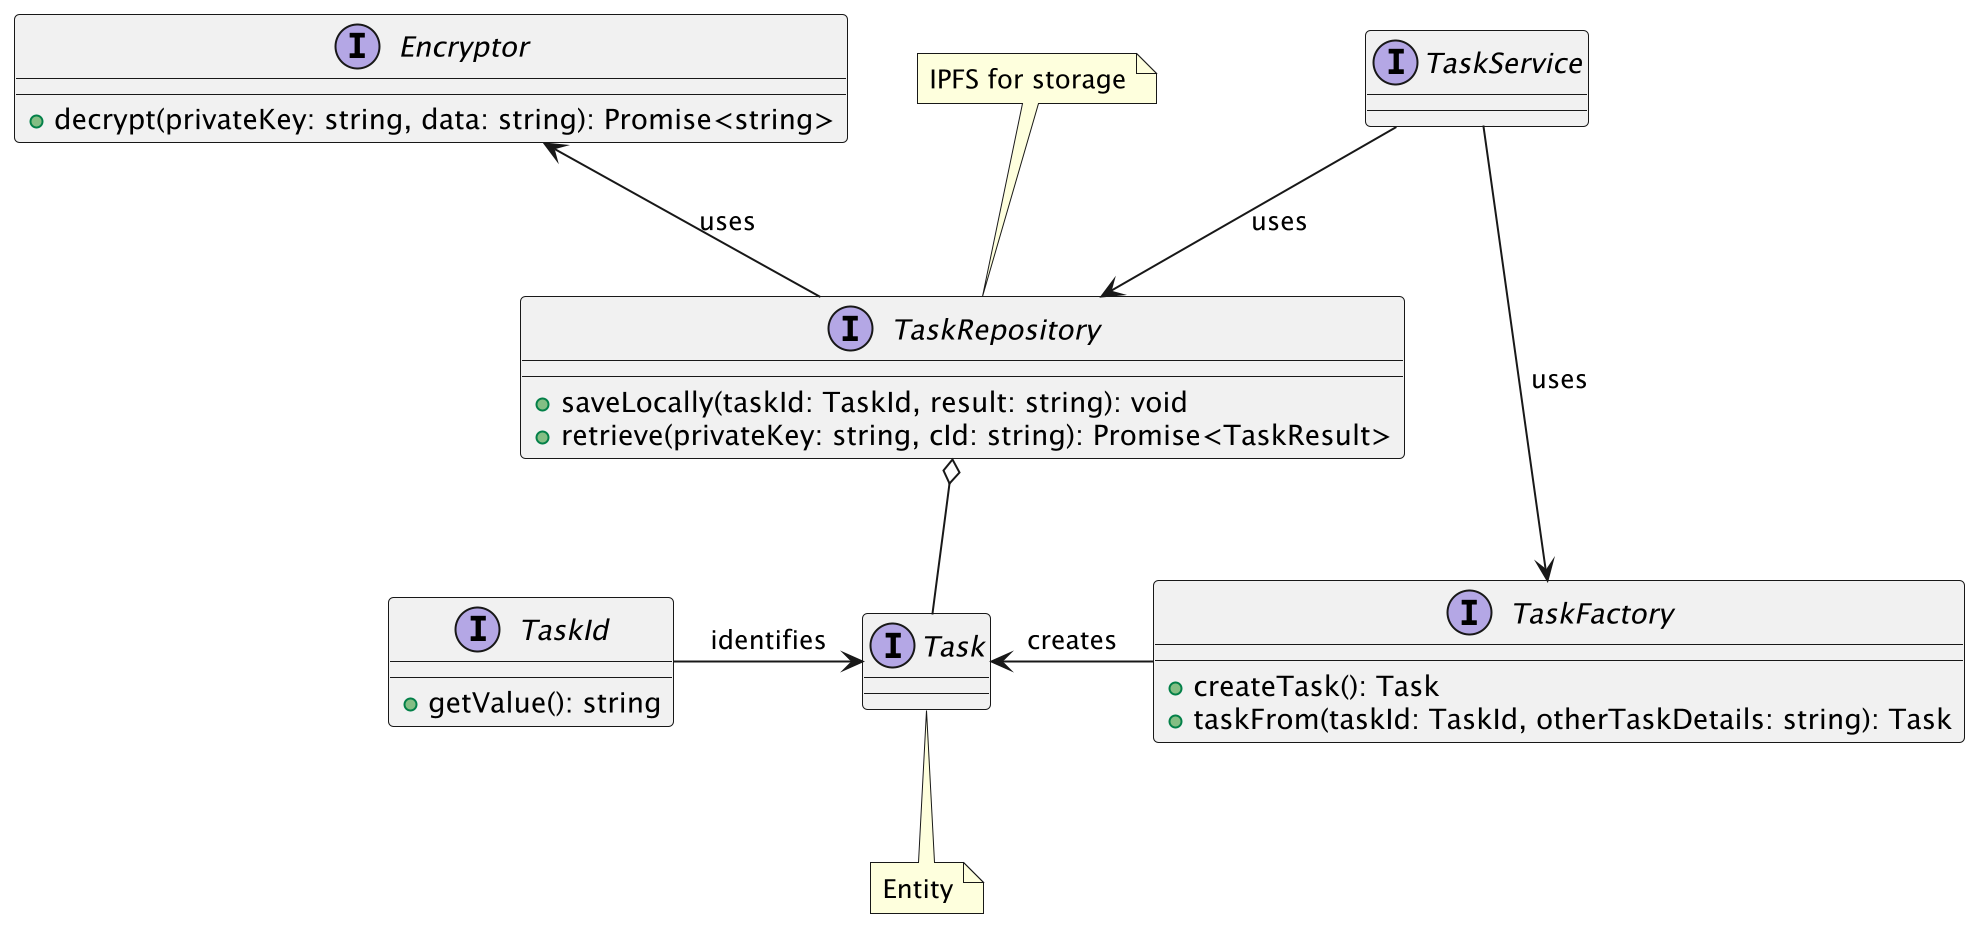 I Encryptor
decrypt(privateKey: string, data: string): Promise<string>
IPFS for storage
I TaskService
uses
uses
I TaskRepository
saveLocally(taskId: TaskId, result: string): void
retrieve(privateKey: string, cId: string): Promise<TaskResult>
uses
I TaskId
getValue(): string
identifies
I Task
creates
I TaskFactory
createTask(): Task
taskFrom(taskId: TaskId, otherTaskDetails: string): Task
Entity